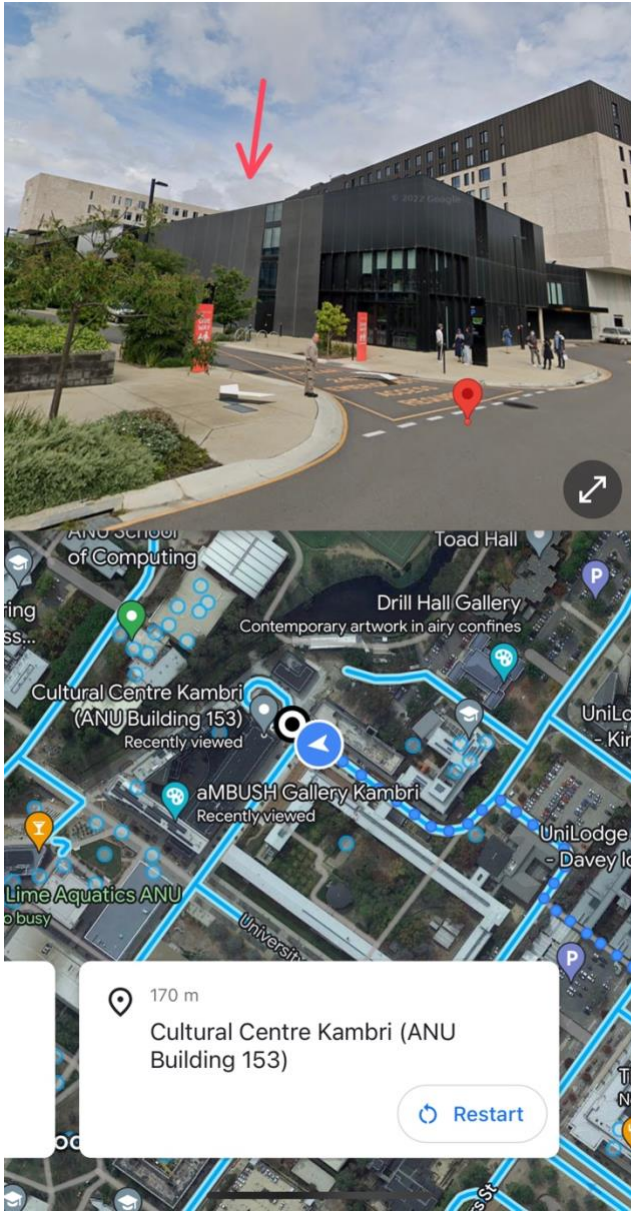 © 2022 Google
ANU School
of Computing
Toad Hall
P
Drill Hall Gallery
Contemporary artwork in airy confines
Cultural Centre Kambri
(ANU Building 153)
Recently viewed
aMBUSH Gallery Kambri
Recently viewed
UniLodge
- Davey
Lime Aquatics ANU
o busy
P
170 m
Cultural Centre Kambri (ANU
Building 153)
Restart